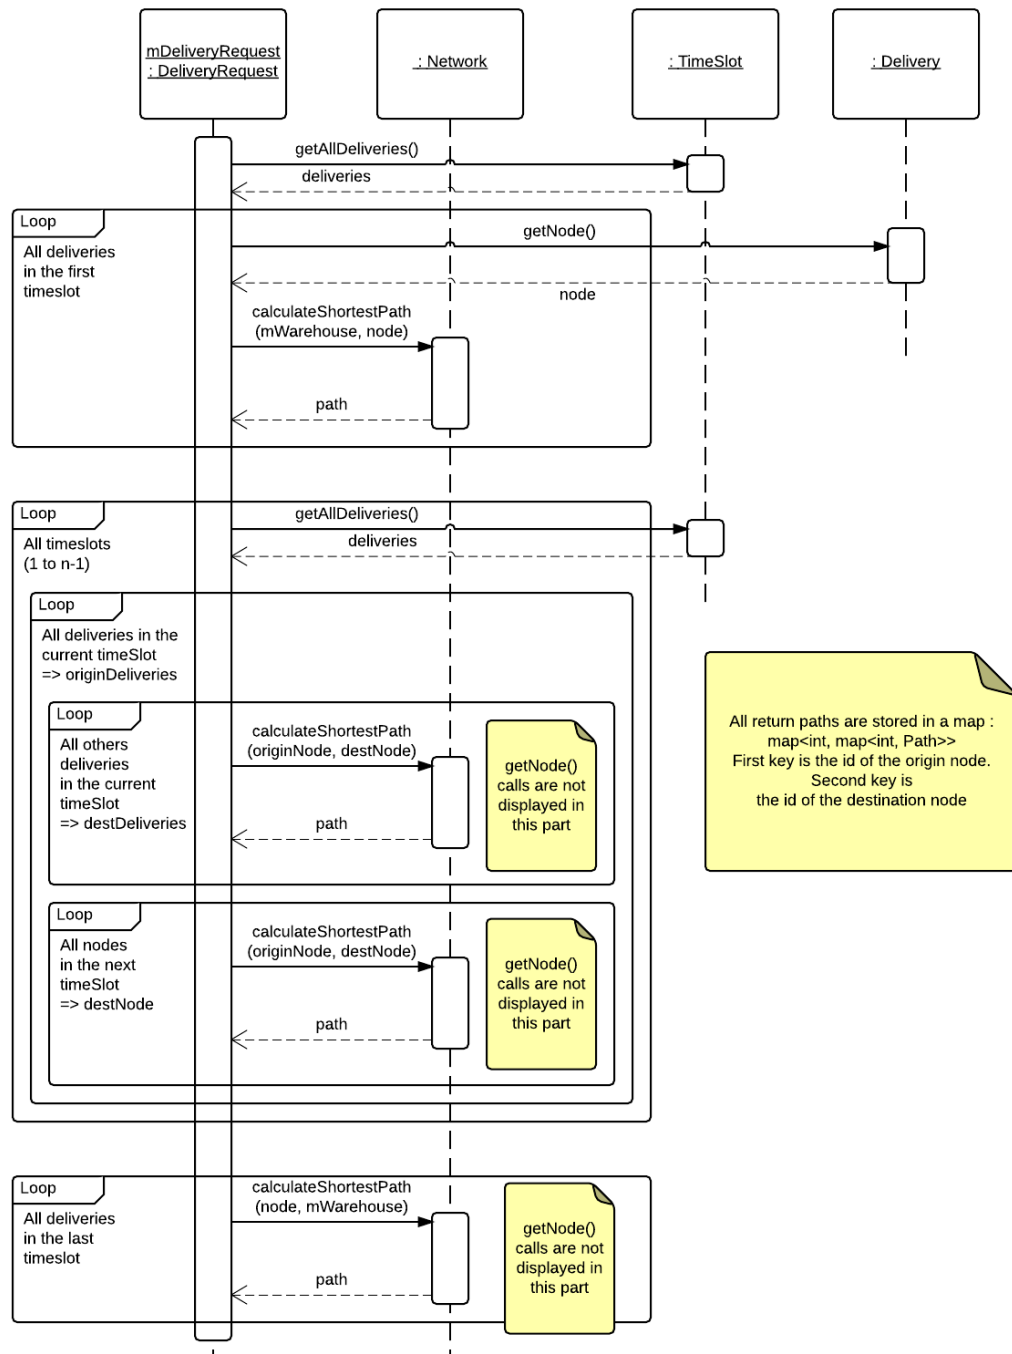 mDeliveryRequest
: DeliveryRequest
: Network
: TimeSlot
: Delivery
getAllDeliveries()
deliveries
Loop
All deliveries
in the first
timeslot
getNode()
node
calculateShortestPath
(mWarehouse, node)
path
Loop
All timeslots
(1 to n-1)
getAllDeliveries()
deliveries
Loop
All deliveries in the
current timeSlot
=> originDeliveries
Loop
All others
deliveries
in the current
timeSlot
=> destDeliveries
calculateShortestPath
(originNode, destNode)
path
getNode()
calls are not
displayed in
this part
All return paths are stored in a map :
map<int, map<int, Path>>
First key is the id of the origin node.
Second key is
the id of the destination node
Loop
All nodes
in the next
timeSlot
=> destNode
calculateShortestPath
(originNode, destNode)
path
getNode()
calls are not
displayed in
this part
Loop
All deliveries
in the last
timeslot
calculateShortestPath
(node, mWarehouse)
path
getNode()
calls are not
displayed in
this part